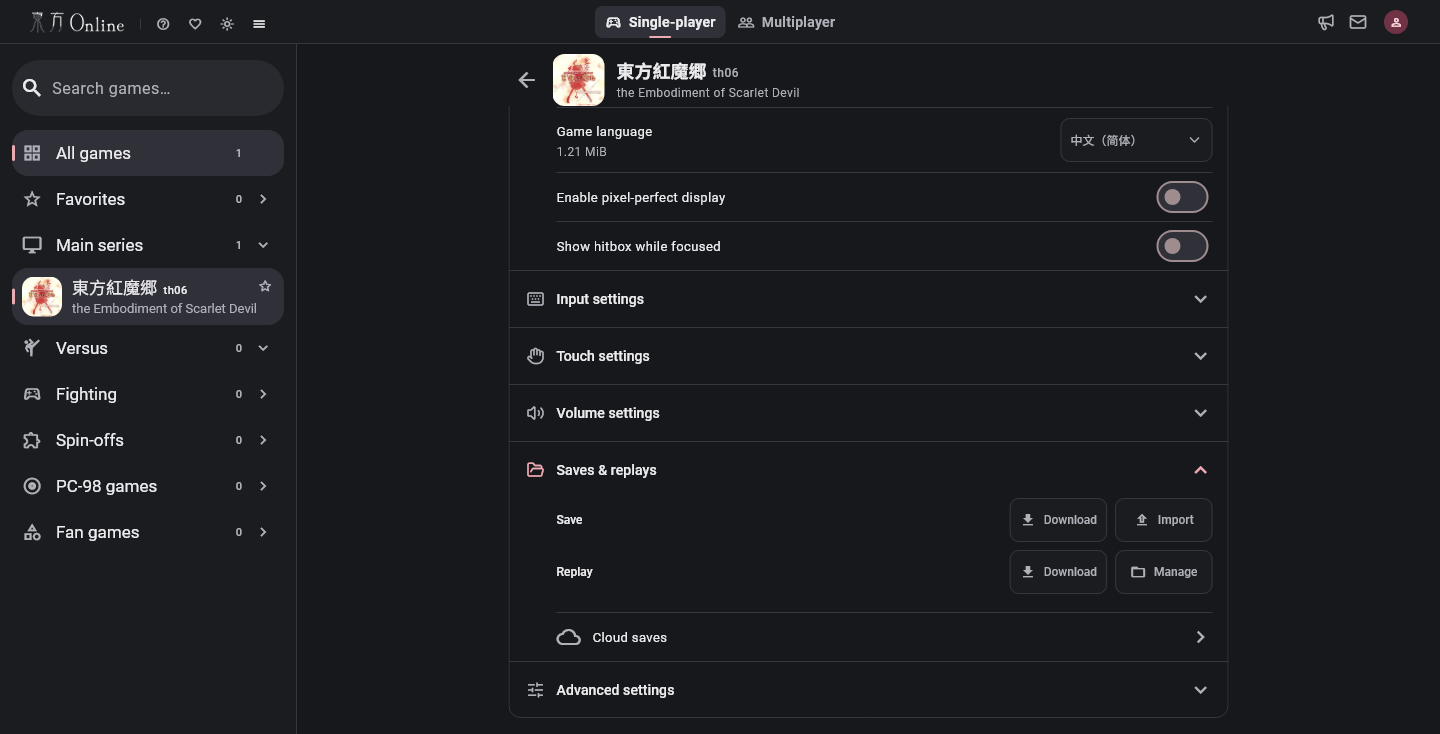 東方Online
Single-player
Multiplayer
Search games...
All games 1
Favorites 0
Main series 1
東方紅魔郷 th06
the Embodiment of Scarlet Devil
Versus 0
Fighting 0
Spin-offs 0
PC-98 games 0
Fan games 0
東方紅魔郷 th06
the Embodiment of Scarlet Devil
Game language
1.21 MiB
中文（简体）
Enable pixel-perfect display
Show hitbox while focused
Input settings
Touch settings
Volume settings
Saves & replays
Save Download Import
Replay Download Manage
Cloud saves
Advanced settings